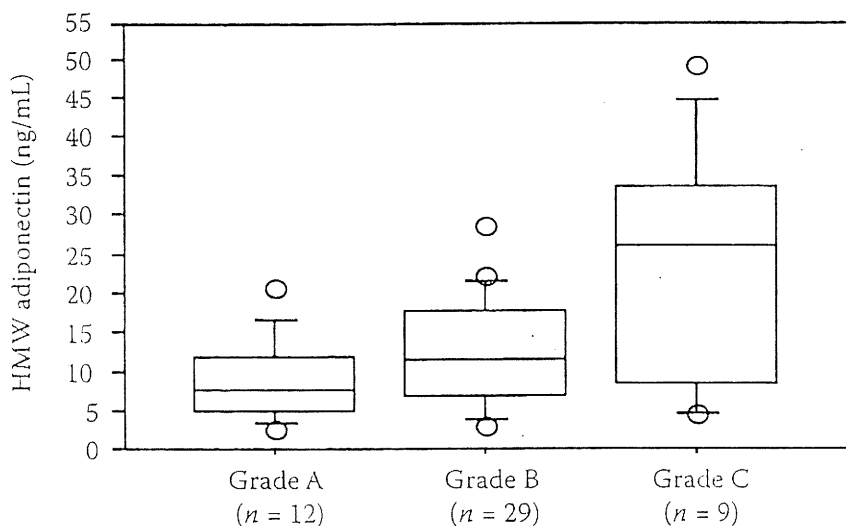 HMW adiponectin (ng/mL)
55
50
45
40
35
30
25
20
15
10
5
0
Grade A
(n = 12)
Grade B
(n = 29)
Grade C
(n = 9)